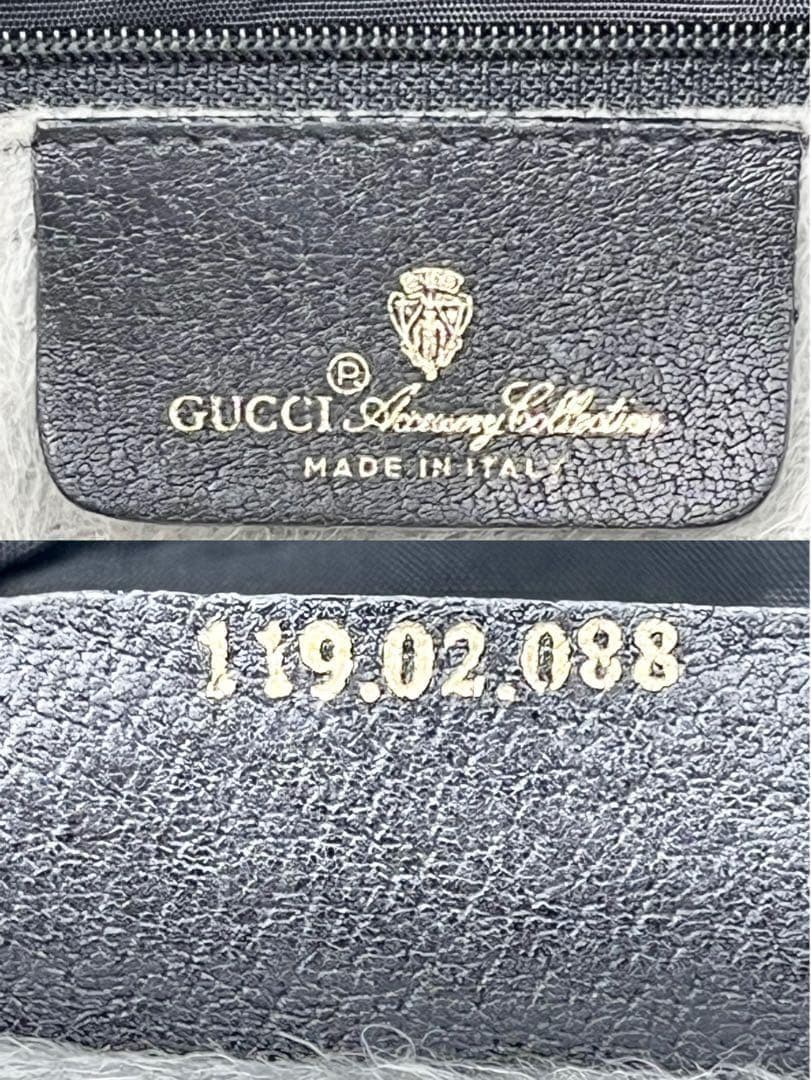 ®
GUCCI Accessory Collection
MADE IN ITALY
119.02.088